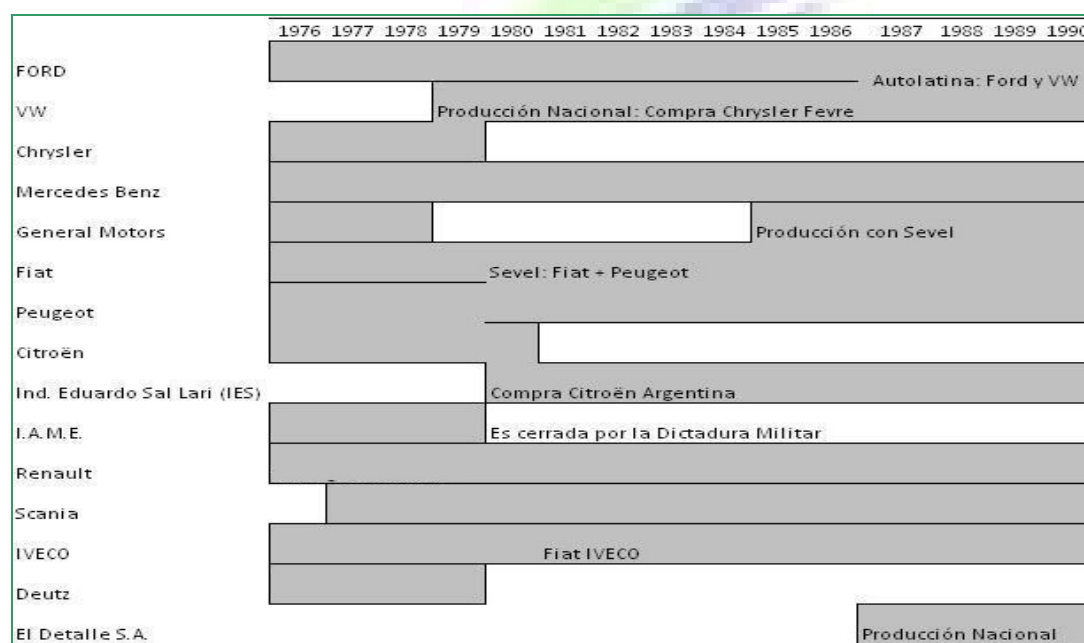 1976 1977 1978 1979 1980 1981 1982 1983 1984 1985 1986 1987 1988 1989 1990
FORD
Autolatina: Ford y VW
VW
Producción Nacional: Compra Chrysler Fevre
Chrysler
Mercedes Benz
General Motors
Producción con Sevel
Fiat
Sevel: Fiat + Peugeot
Peugeot
Citroën
Ind. Eduardo Sal Lari (IES)
Compra Citroën Argentina
I.A.M.E.
Es cerrada por la Dictadura Militar
Renault
Scania
IVECO
Fiat IVECO
Deutz
El Detalle S.A.
Producción Nacional